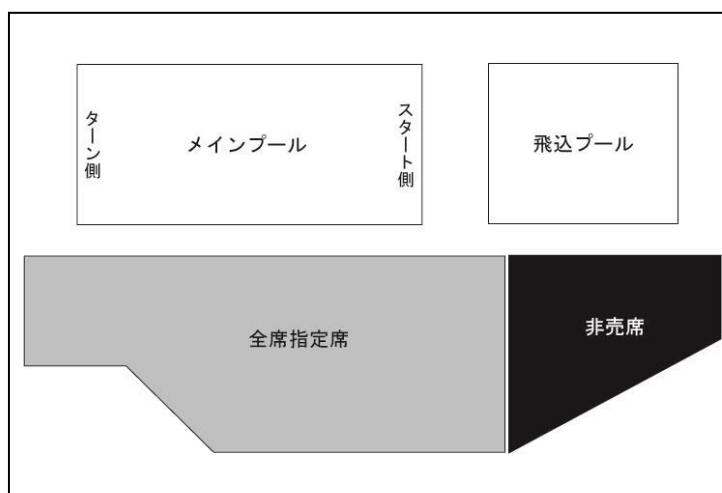 ターン側
メインプール
スタート側
飛込プール
全席指定席
非売席